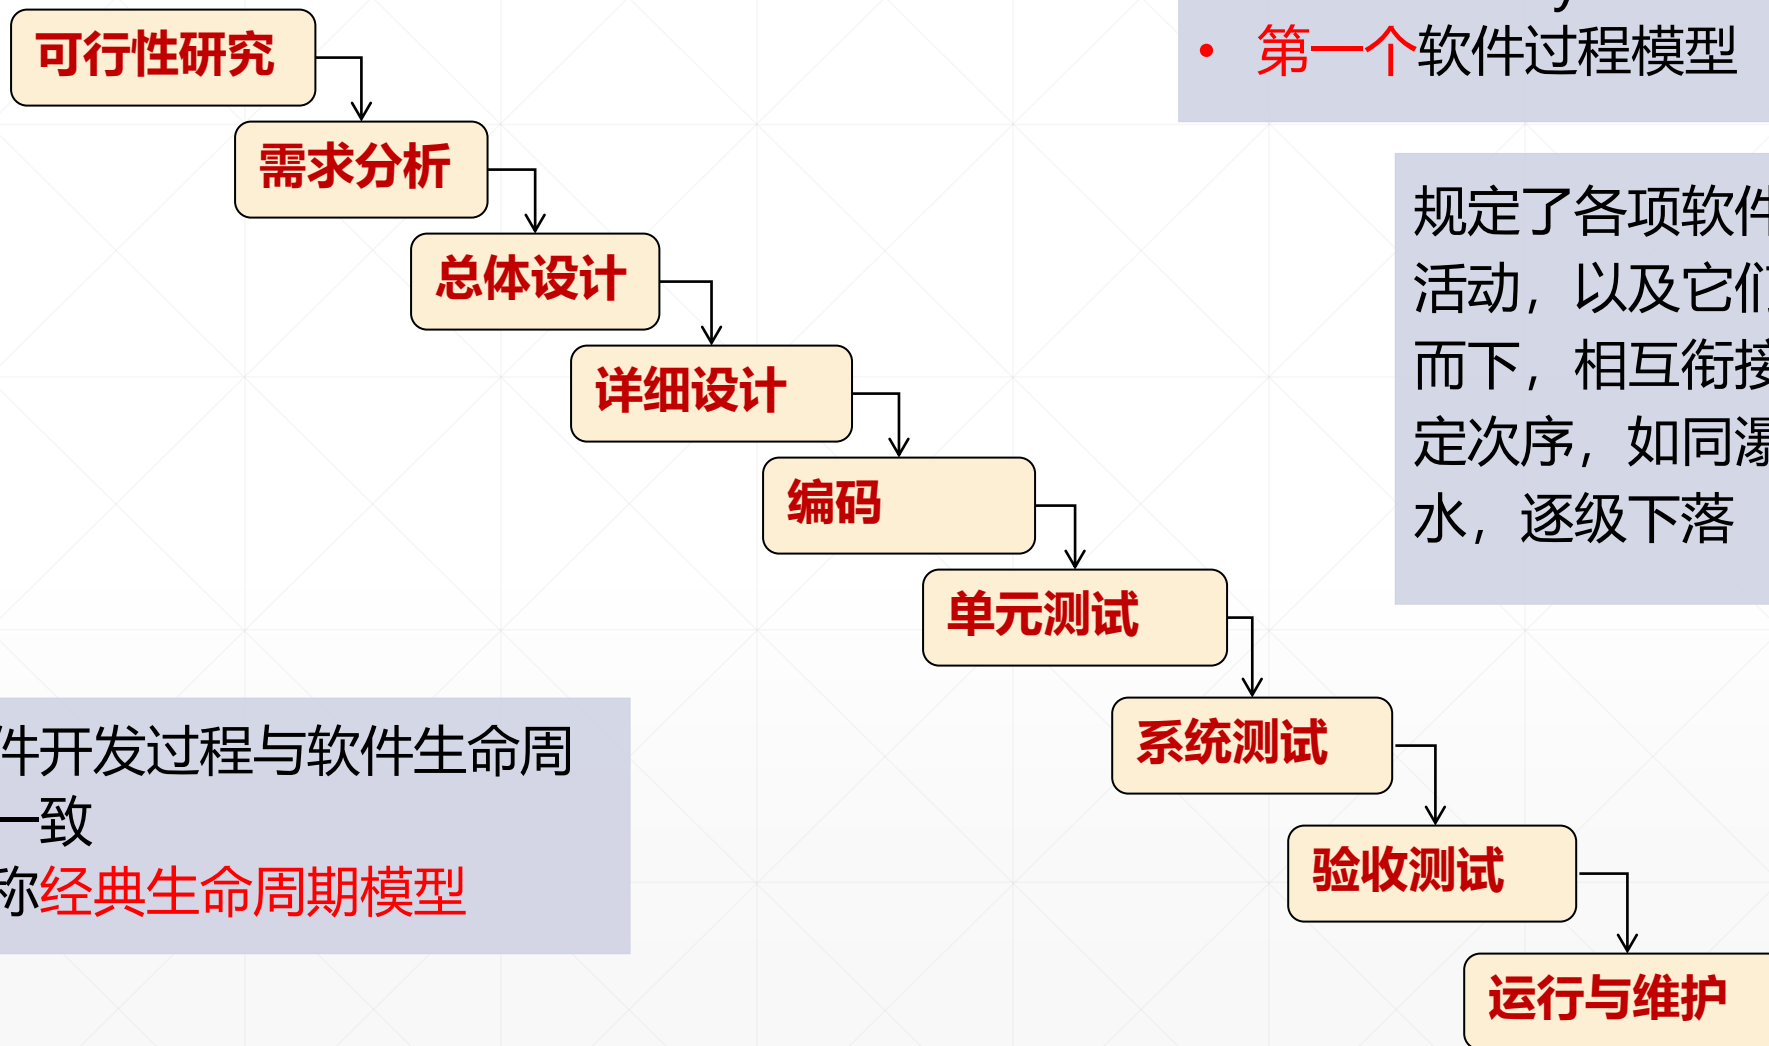 可行性研究
需求分析
总体设计
详细设计
编码
单元测试
系统测试
验收测试
运行与维护
• 第一个软件过程模型
规定了各项软件
活动，以及它们
而下，相互衔接
定次序，如同瀑
水，逐级下落
件开发过程与软件生命周
一致
称经典生命周期模型